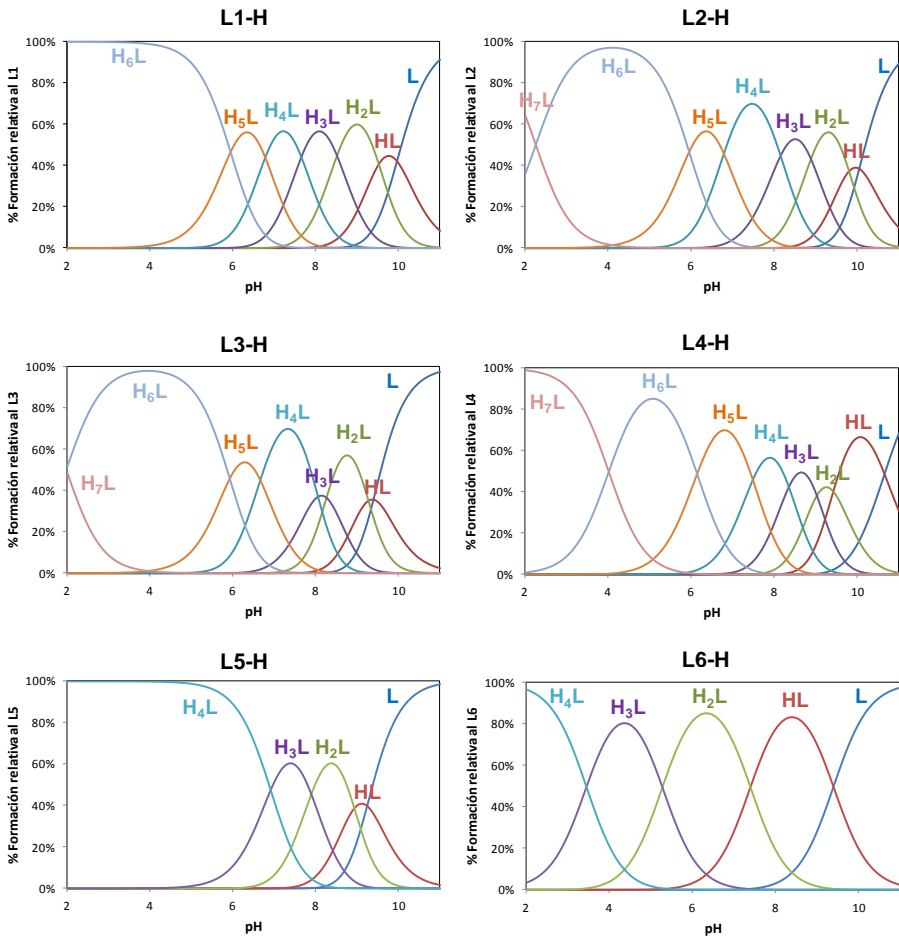 L1-H
% Formación relativa al L1
100%
80%
60%
40%
20%
0%
H₆L
H₅L
H₄L
H₃L
H₂L
HL
L
2 4 6 8 10
pH
L2-H
% Formación relativa al L2
100%
80%
60%
40%
20%
0%
H₇L
H₆L
H₅L
H₄L
H₃L
H₂L
HL
L
2 4 6 8 10
pH
L3-H
% Formación relativa al L3
100%
80%
60%
40%
20%
0%
H₇L
H₆L
H₅L
H₄L
H₃L
H₂L
HL
L
2 4 6 8 10
pH
L4-H
% Formación relativa al L4
100%
80%
60%
40%
20%
0%
H₇L
H₆L
H₅L
H₄L
H₃L
H₂L
HL
L
2 4 6 8 10
pH
L5-H
% Formación relativa al L5
100%
80%
60%
40%
20%
0%
H₄L
H₃L
H₂L
HL
L
2 4 6 8 10
pH
L6-H
% Formación relativa al L6
100%
80%
60%
40%
20%
0%
H₄L
H₃L
H₂L
HL
L
2 4 6 8 10
pH